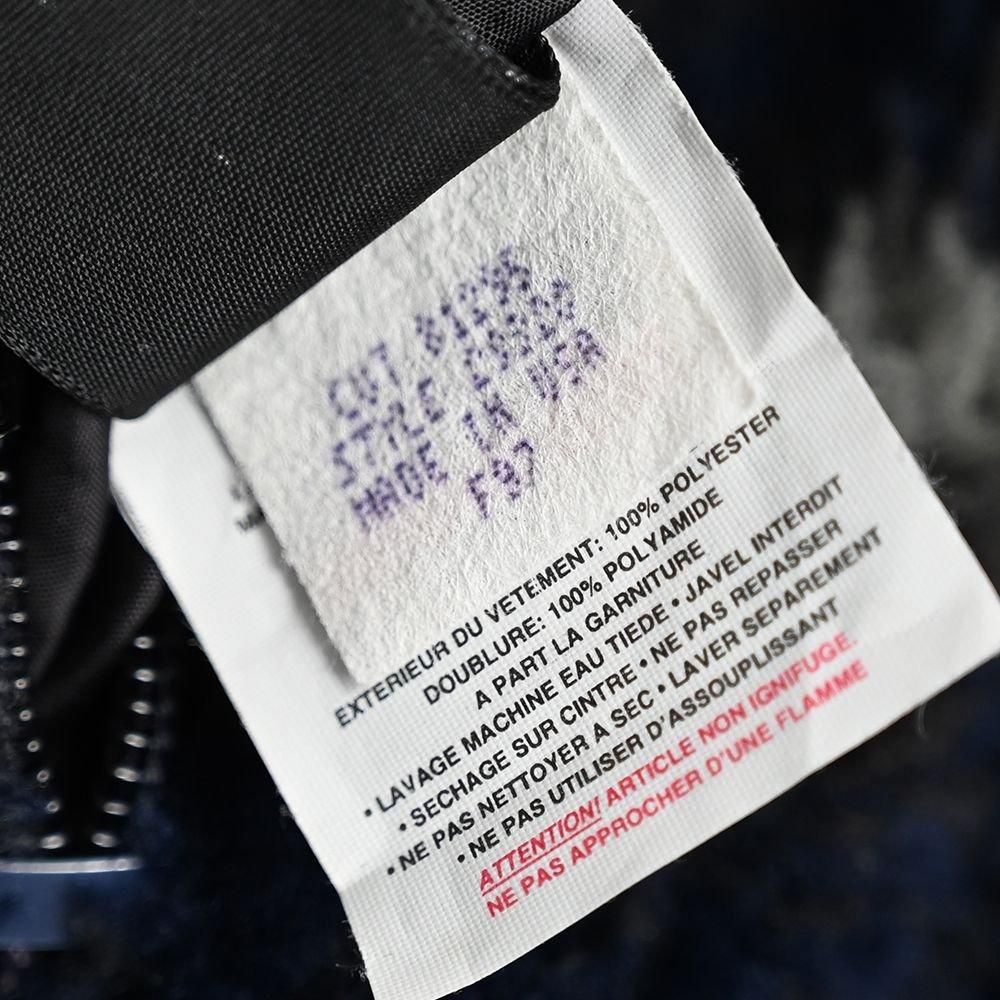 CUT
STYLE
MADE IN USA
F97
EXTERIEUR DU VETEMENT: 100% POLYESTER
DOUBLURE: 100% POLYAMIDE
A PART LA GARNITURE
• LAVAGE MACHINE EAU TIEDE • JAVEL INTERDIT
• SECHAGE SUR CINTRE • NE PAS REPASSER
• NE PAS NETTOYER A SEC • LAVER SEPAREMENT
• NE PAS UTILISER D'ASSOUPLISSANT
ATTENTION! ARTICLE NON IGNIFUGE.
NE PAS APPROCHER D'UNE FLAMME